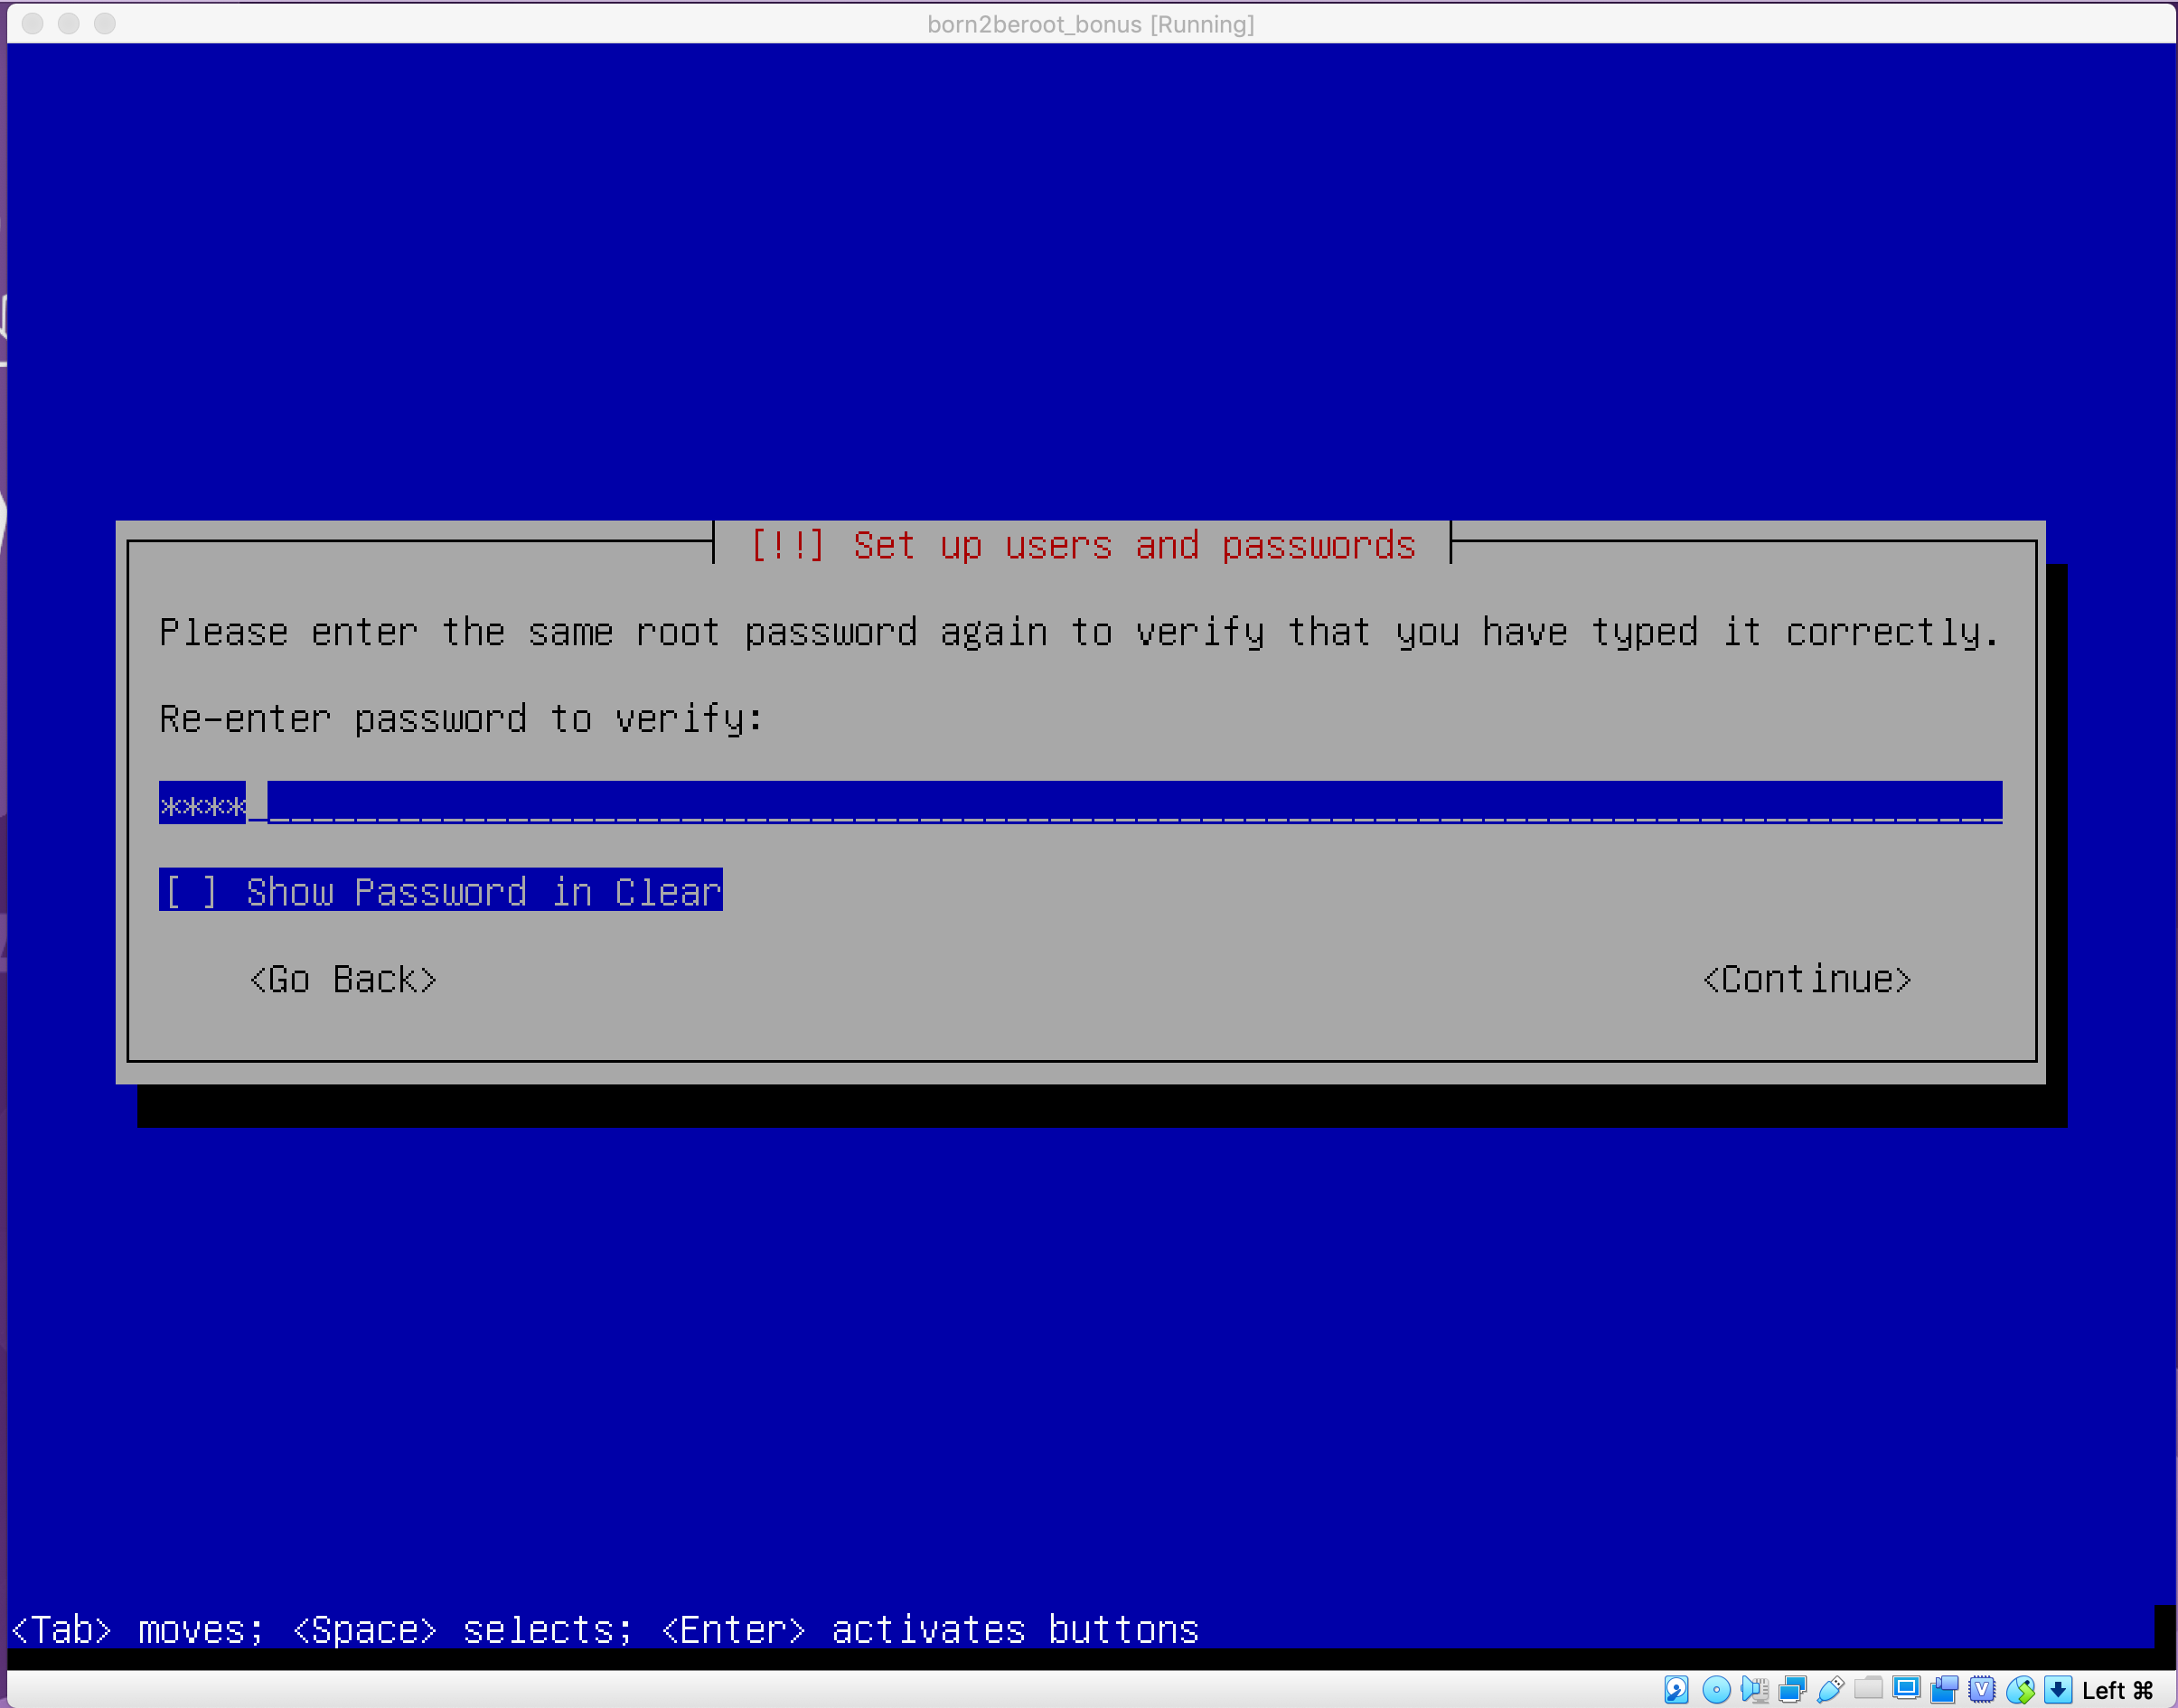 born2beroot_bonus [Running]
[!!] Set up users and passwords
Please enter the same root password again to verify that you have typed it correctly.
Re-enter password to verify:
****_______________________________________________________________________________
[ ] Show Password in Clear
<Go Back> <Continue>
<Tab> moves; <Space> selects; <Enter> activates buttons
Left ⌘